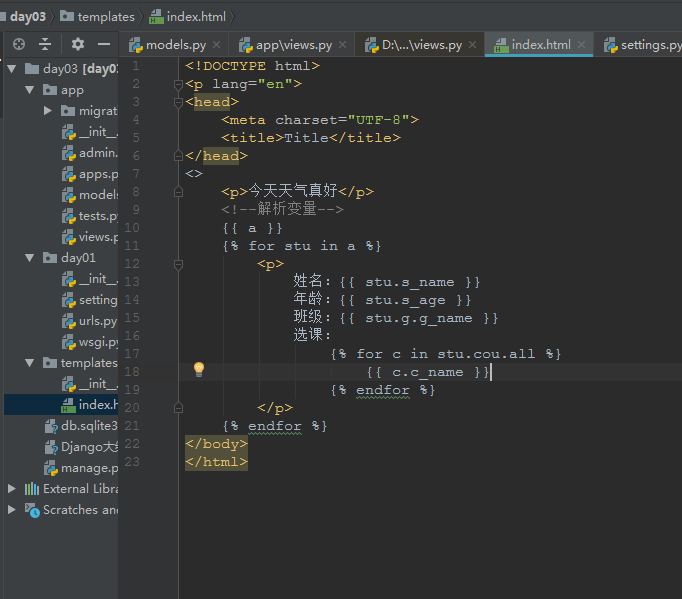 day03 templates index.html
models.py app\views.py D:\...\views.py index.html settings.py
day03 [day03
app
migrat
__init__.
admin.
apps.p
models
tests.py
views.p
day01
__init__.
setting
urls.py
wsgi.py
templates
__init__.
index.h
db.sqlite3
Django大
manage.p
External Libra
Scratches and
1 <!DOCTYPE html>
2 <p lang="en">
3 <head>
4 <meta charset="UTF-8">
5 <title>Title</title>
6 </head>
7 <>
8 <p>今天天气真好</p>
9 <!--解析变量-->
10 {{ a }}
11 {% for stu in a %}
12 <p>
13 姓名：{{ stu.s_name }}
14 年龄：{{ stu.s_age }}
15 班级：{{ stu.g.g_name }}
16 选课：
17 {% for c in stu.cou.all %}
18 {{ c.c_name }}
19 {% endfor %}
20 </p>
21 {% endfor %}
22 </body>
23 </html>